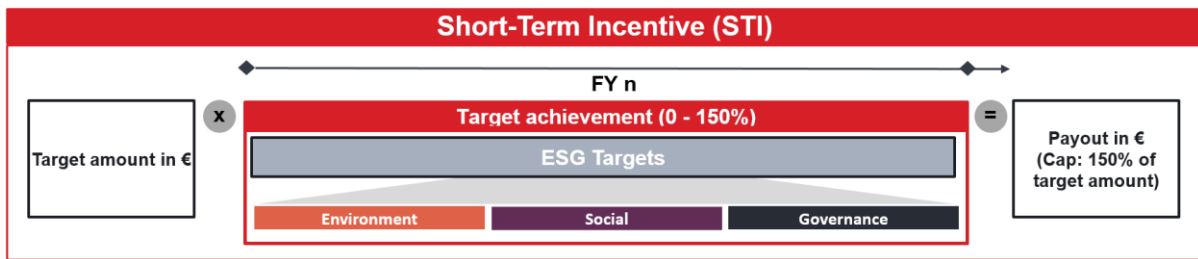 Short-Term Incentive (STI)
FY n
Target amount in €
x
Target achievement (0 - 150%)
ESG Targets
Environment
Social
Governance
=
Payout in €
(Cap: 150% of
target amount)